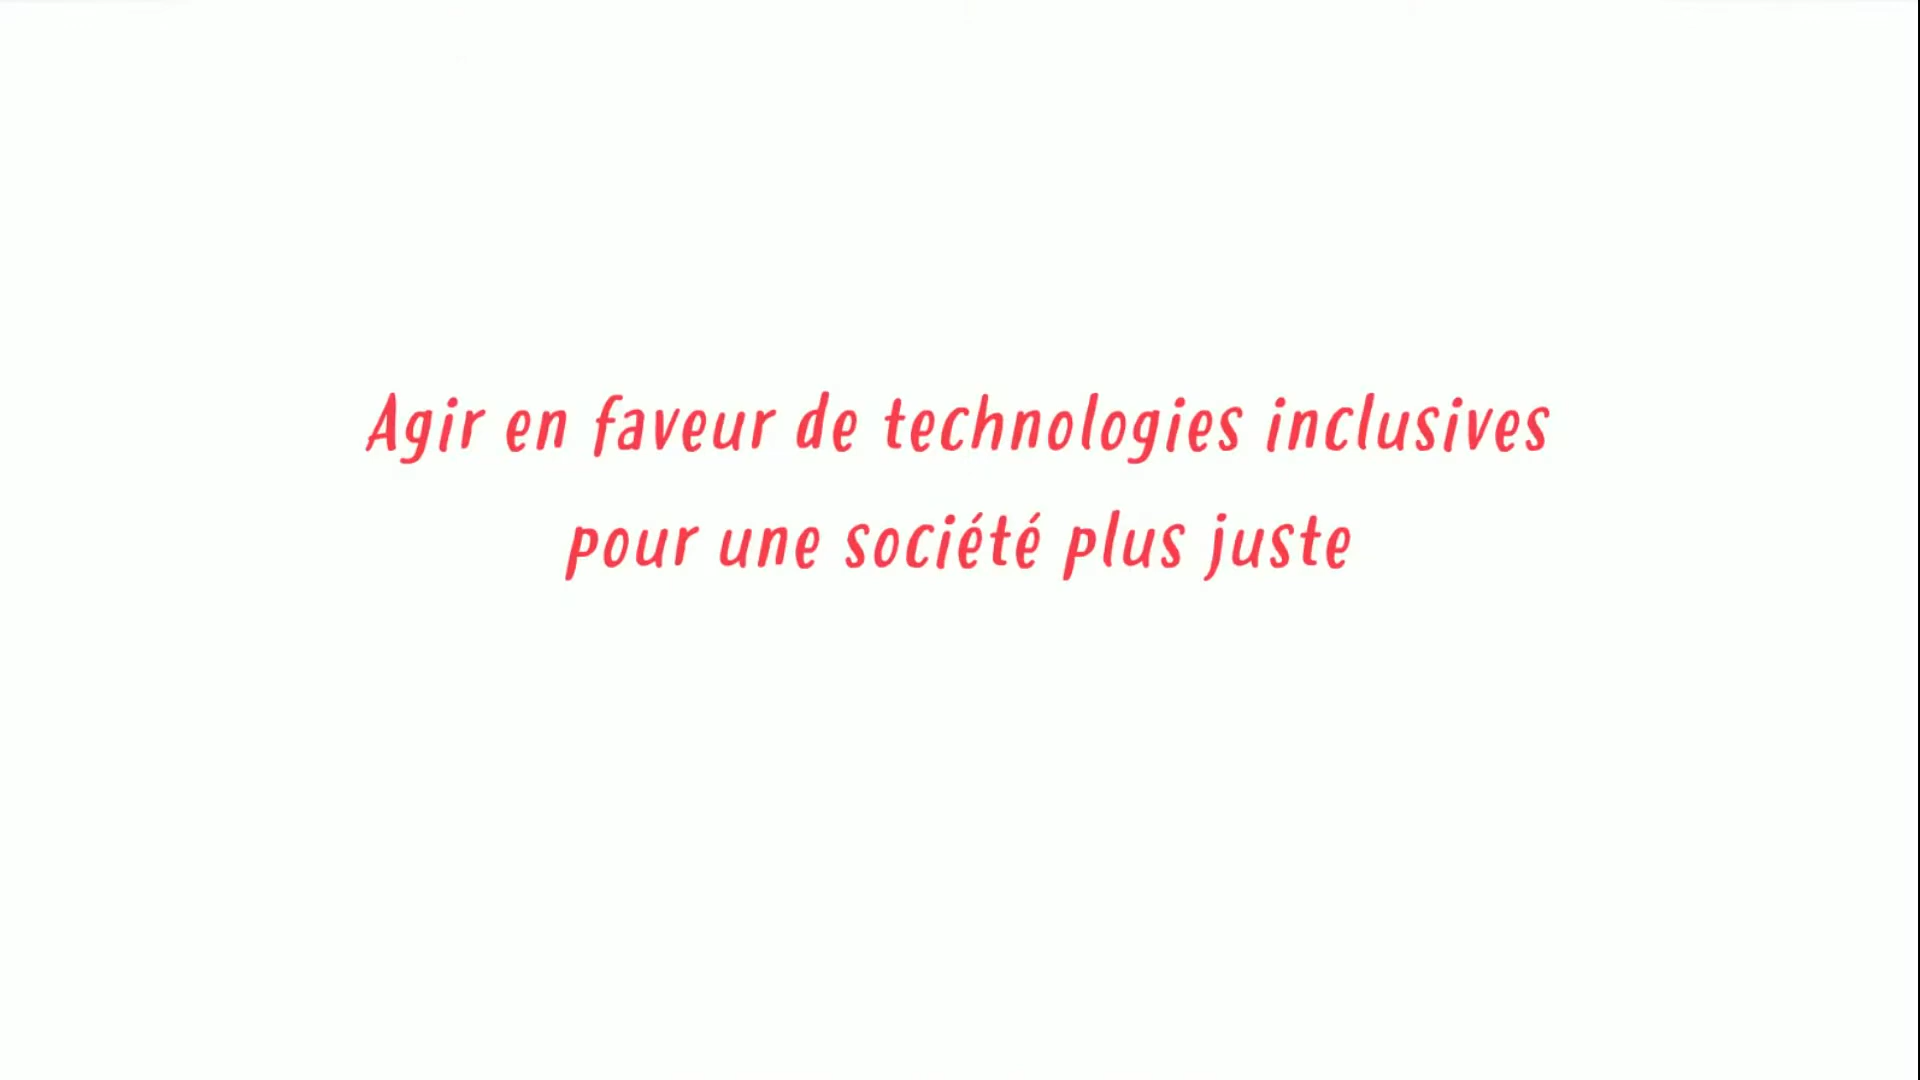 Agir en faveur de technologies inclusives
pour une société plus juste